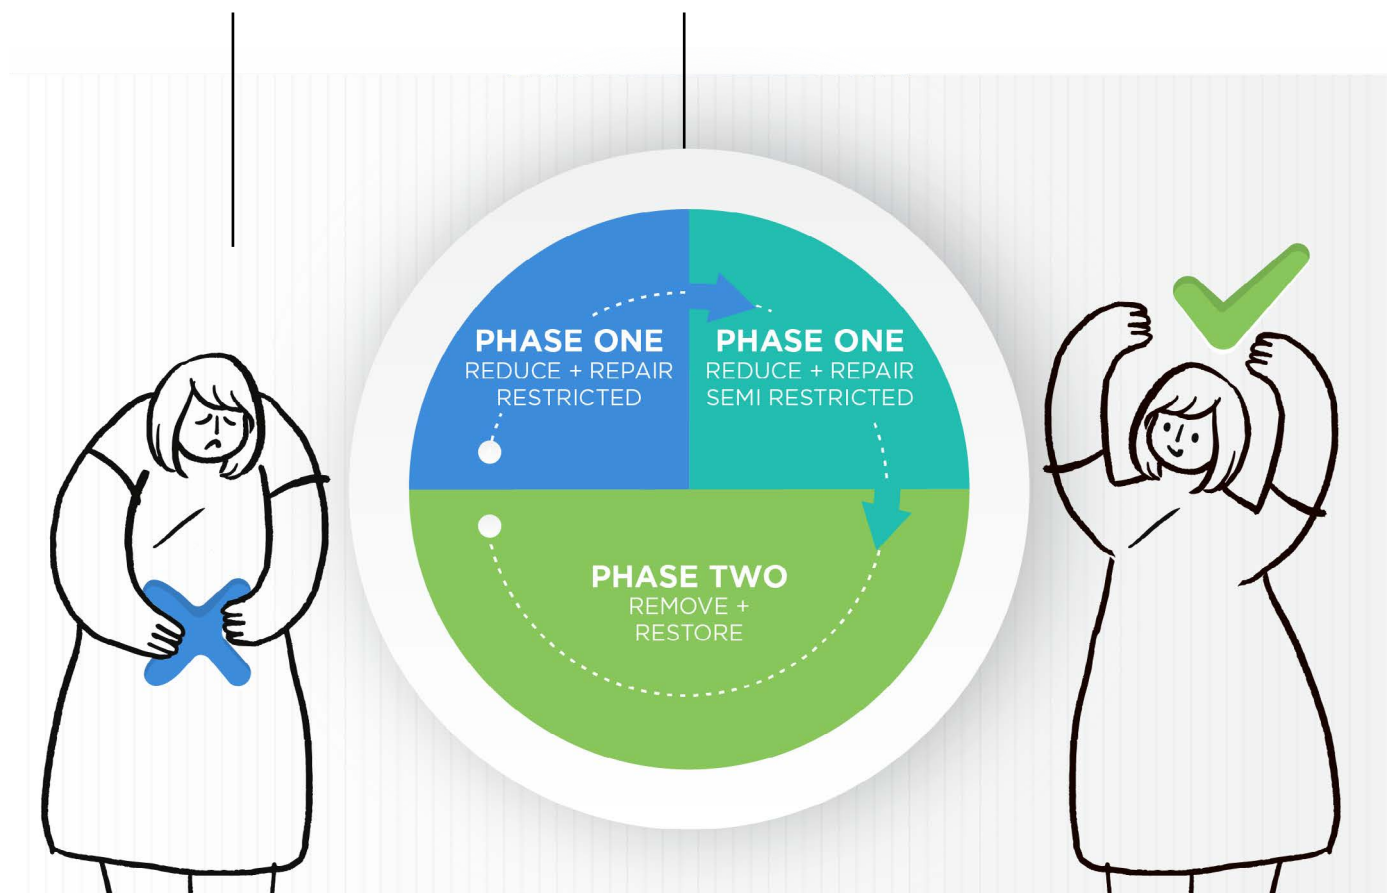 PHASE ONE
REDUCE + REPAIR
RESTRICTED
PHASE ONE
REDUCE + REPAIR
SEMI RESTRICTED
PHASE TWO
REMOVE +
RESTORE